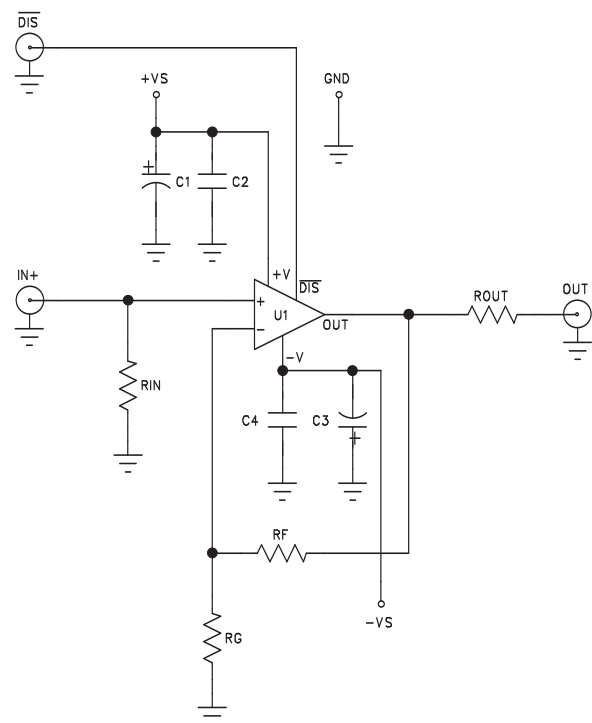 DIS
+VS
GND
+
C1
C2
IN+
+V
DIS
+
−
U1
OUT
ROUT
OUT
−V
RIN
C4
C3
+
RF
−VS
RG